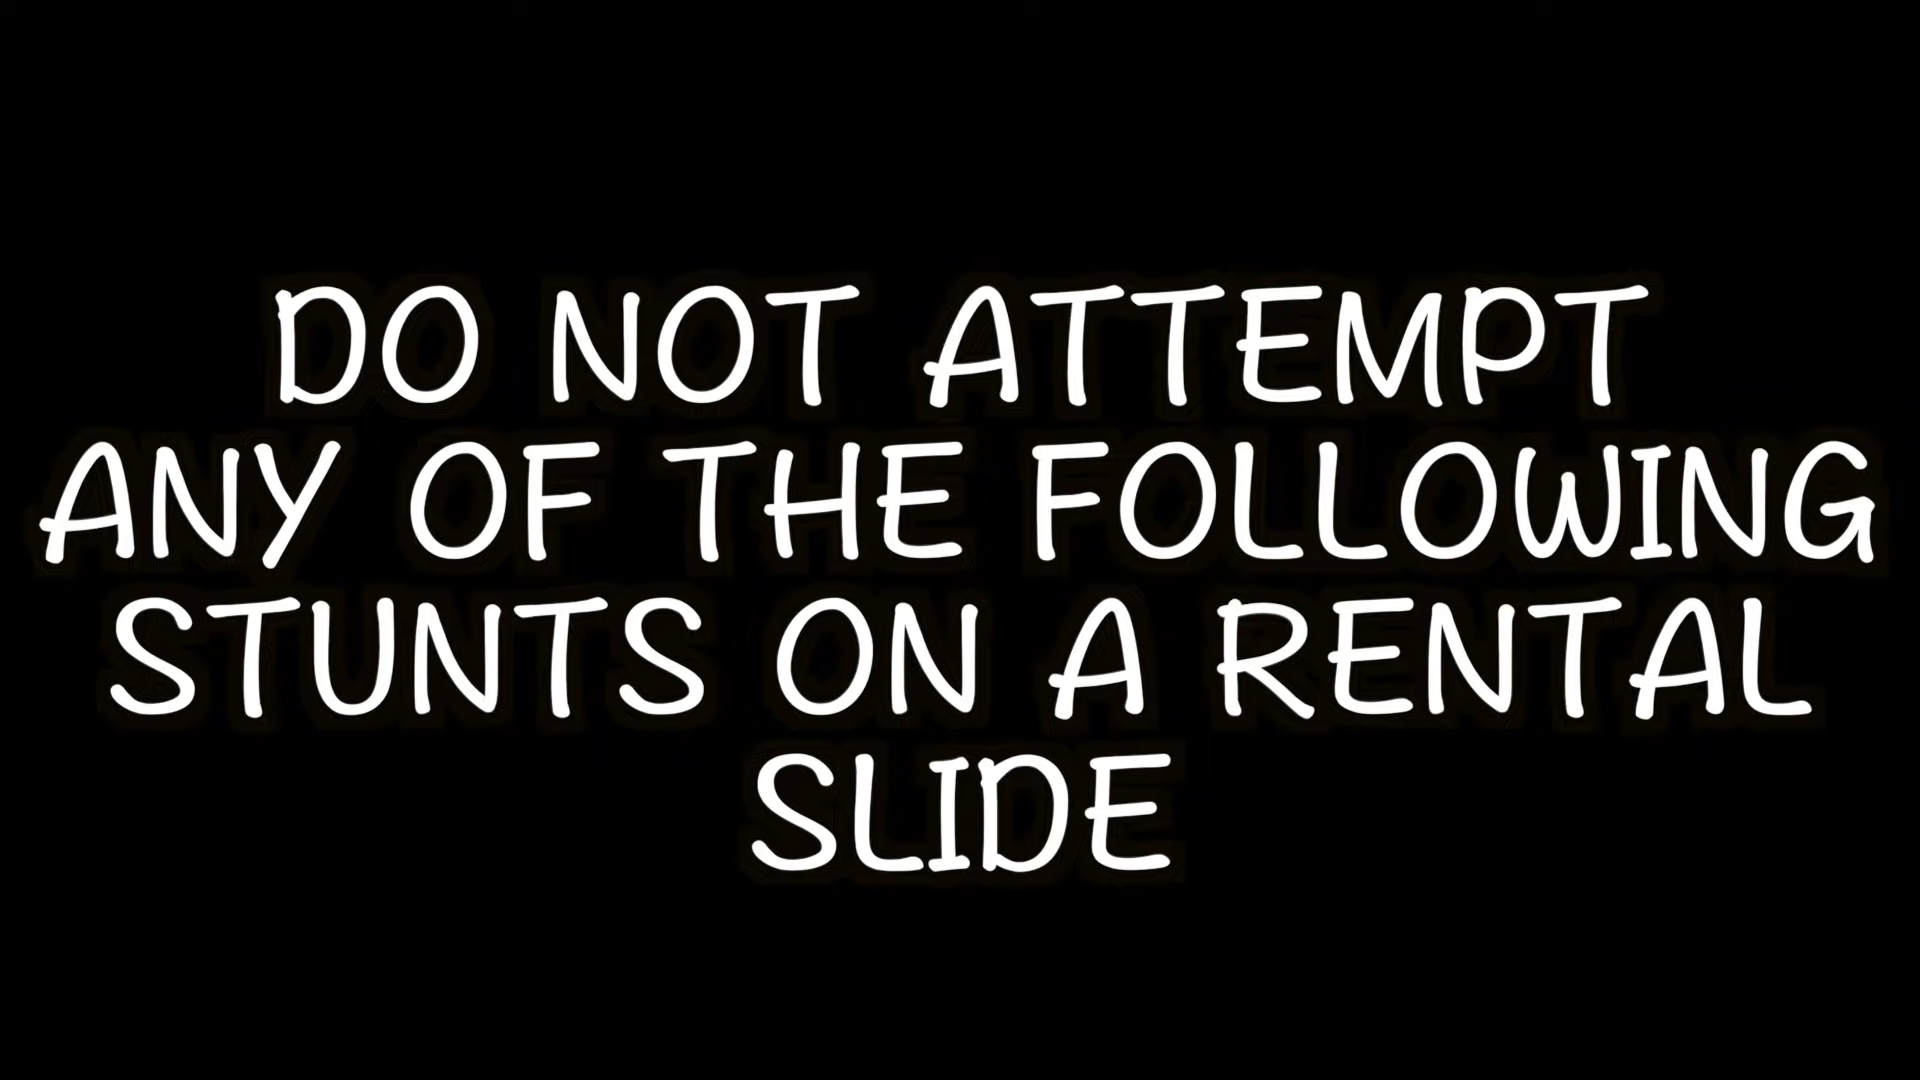 DO NOT ATTEMPT
ANY OF THE FOLLOWING
STUNTS ON A RENTAL
SLIDE